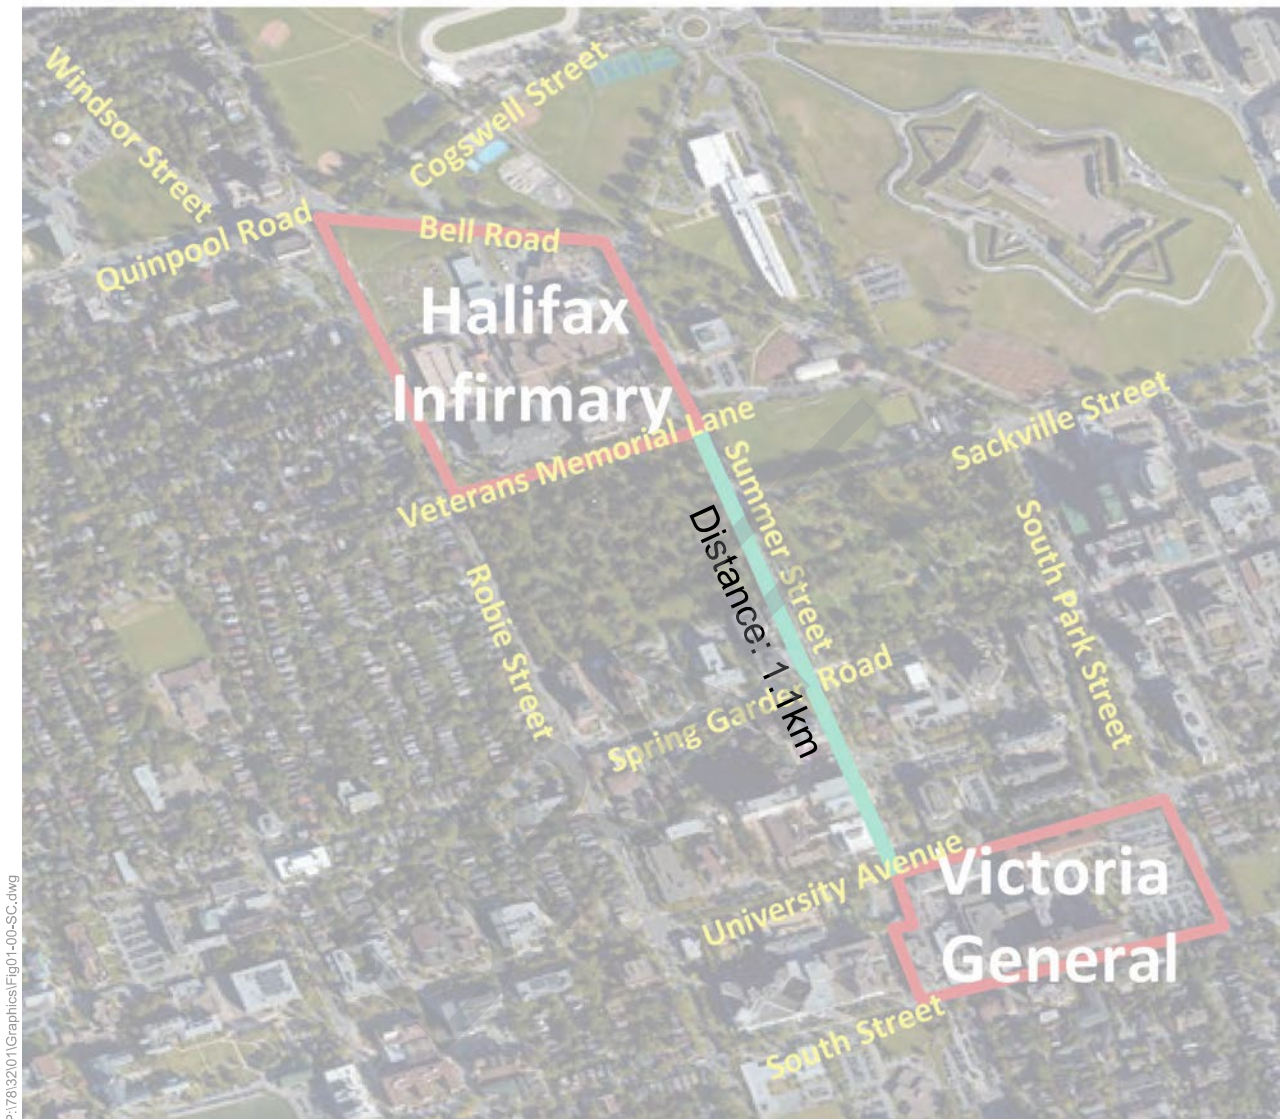 Windsor Street
Cogswell Street
Quinpool Road
Bell Road
Halifax
Infirmary
Veterans Memorial Lane
Sackville Street
Summer Street
South Park Street
Distance: 1.1km
Robie Street
Spring Garden Road
University Avenue
Victoria
General
South Street
P:\78\32\01\Graphics\Fig01-00-SC.dwg